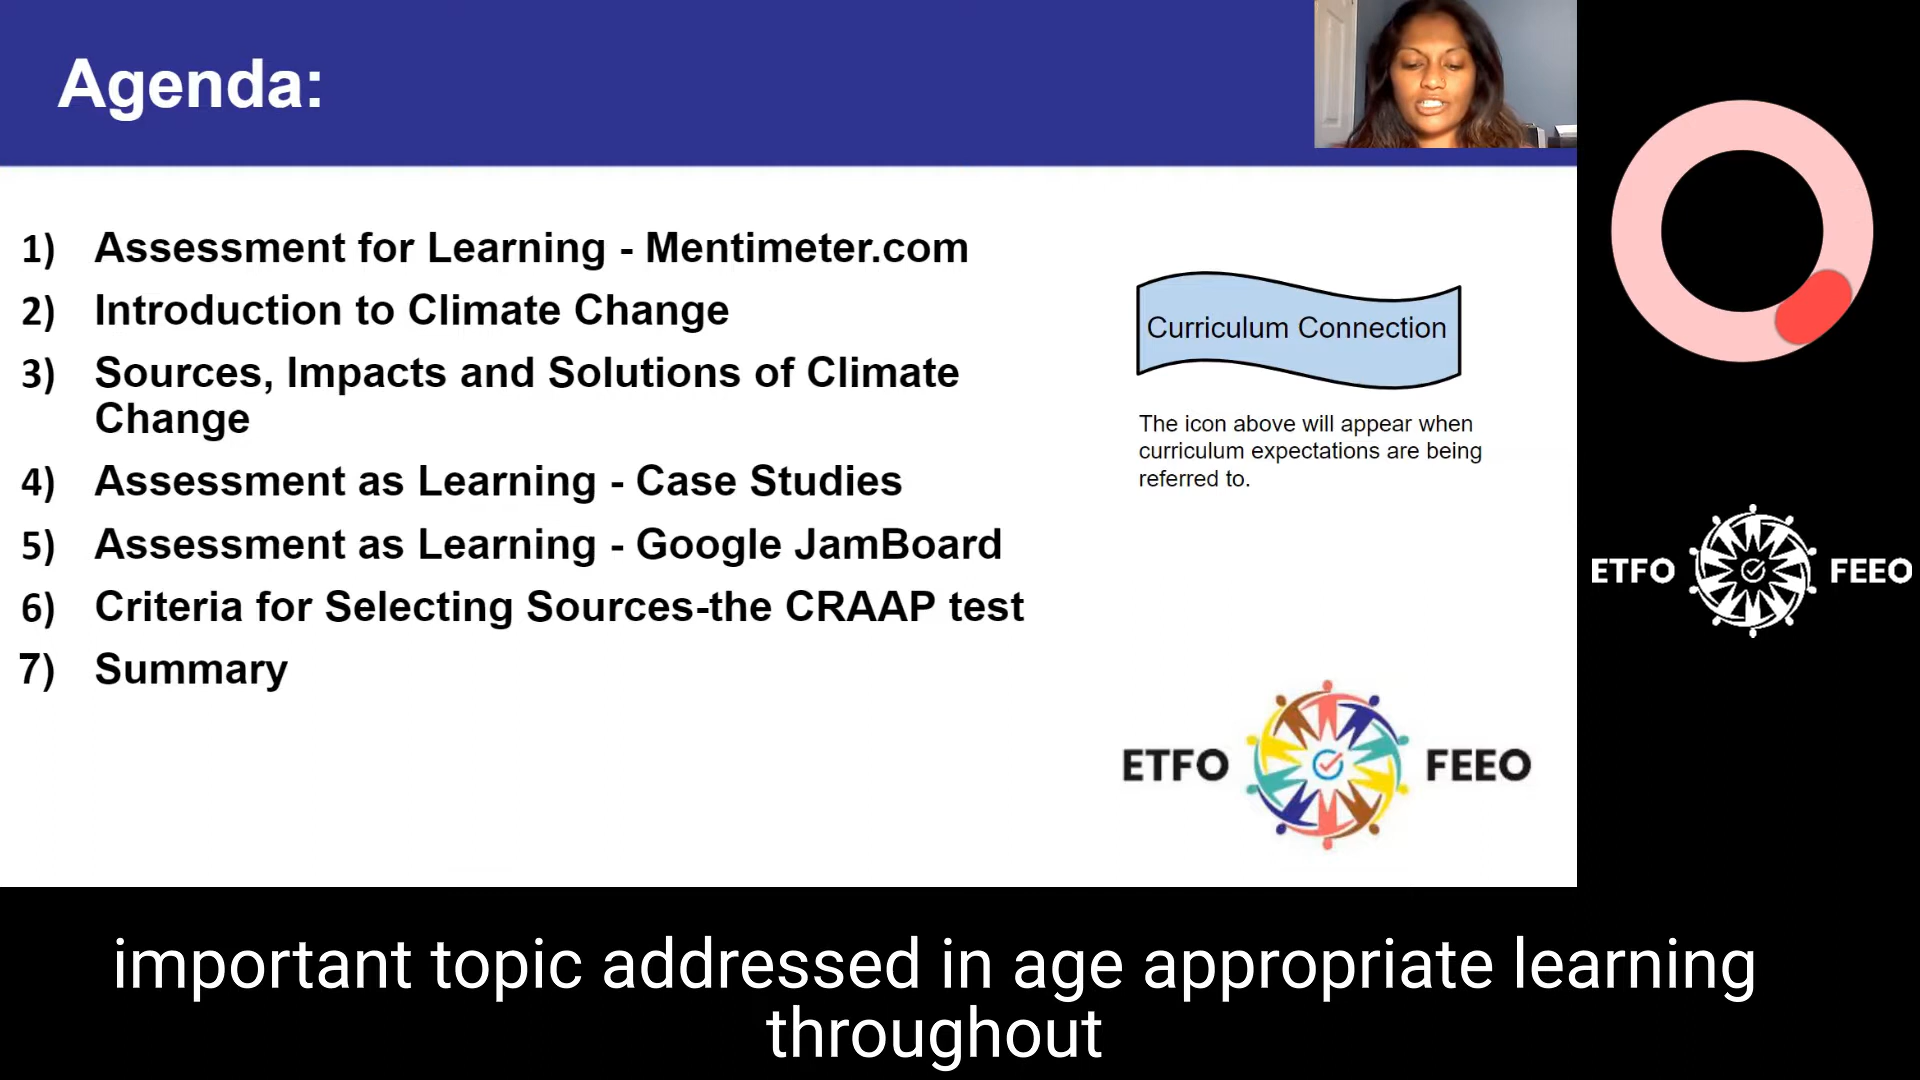 Agenda:
1) Assessment for Learning - Mentimeter.com
2) Introduction to Climate Change
3) Sources, Impacts and Solutions of Climate
Change
4) Assessment as Learning - Case Studies
5) Assessment as Learning - Google JamBoard
6) Criteria for Selecting Sources-the CRAAP test
7) Summary
Curriculum Connection
The icon above will appear when
curriculum expectations are being
referred to.
ETFO FEEO
ETFO FEEO
important topic addressed in age appropriate learning
throughout